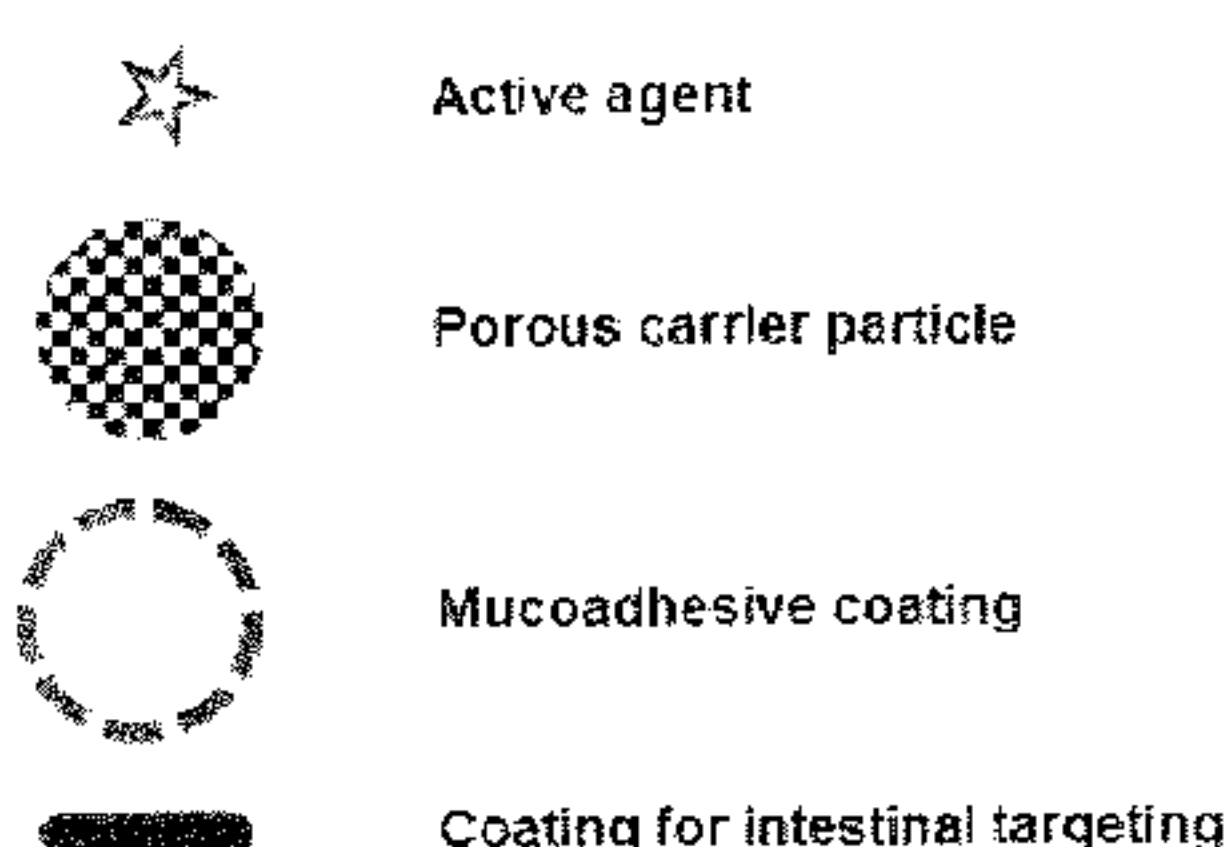 Active agent
Porous carrier particle
Mucoadhesive coating
Coating for intestinal targeting